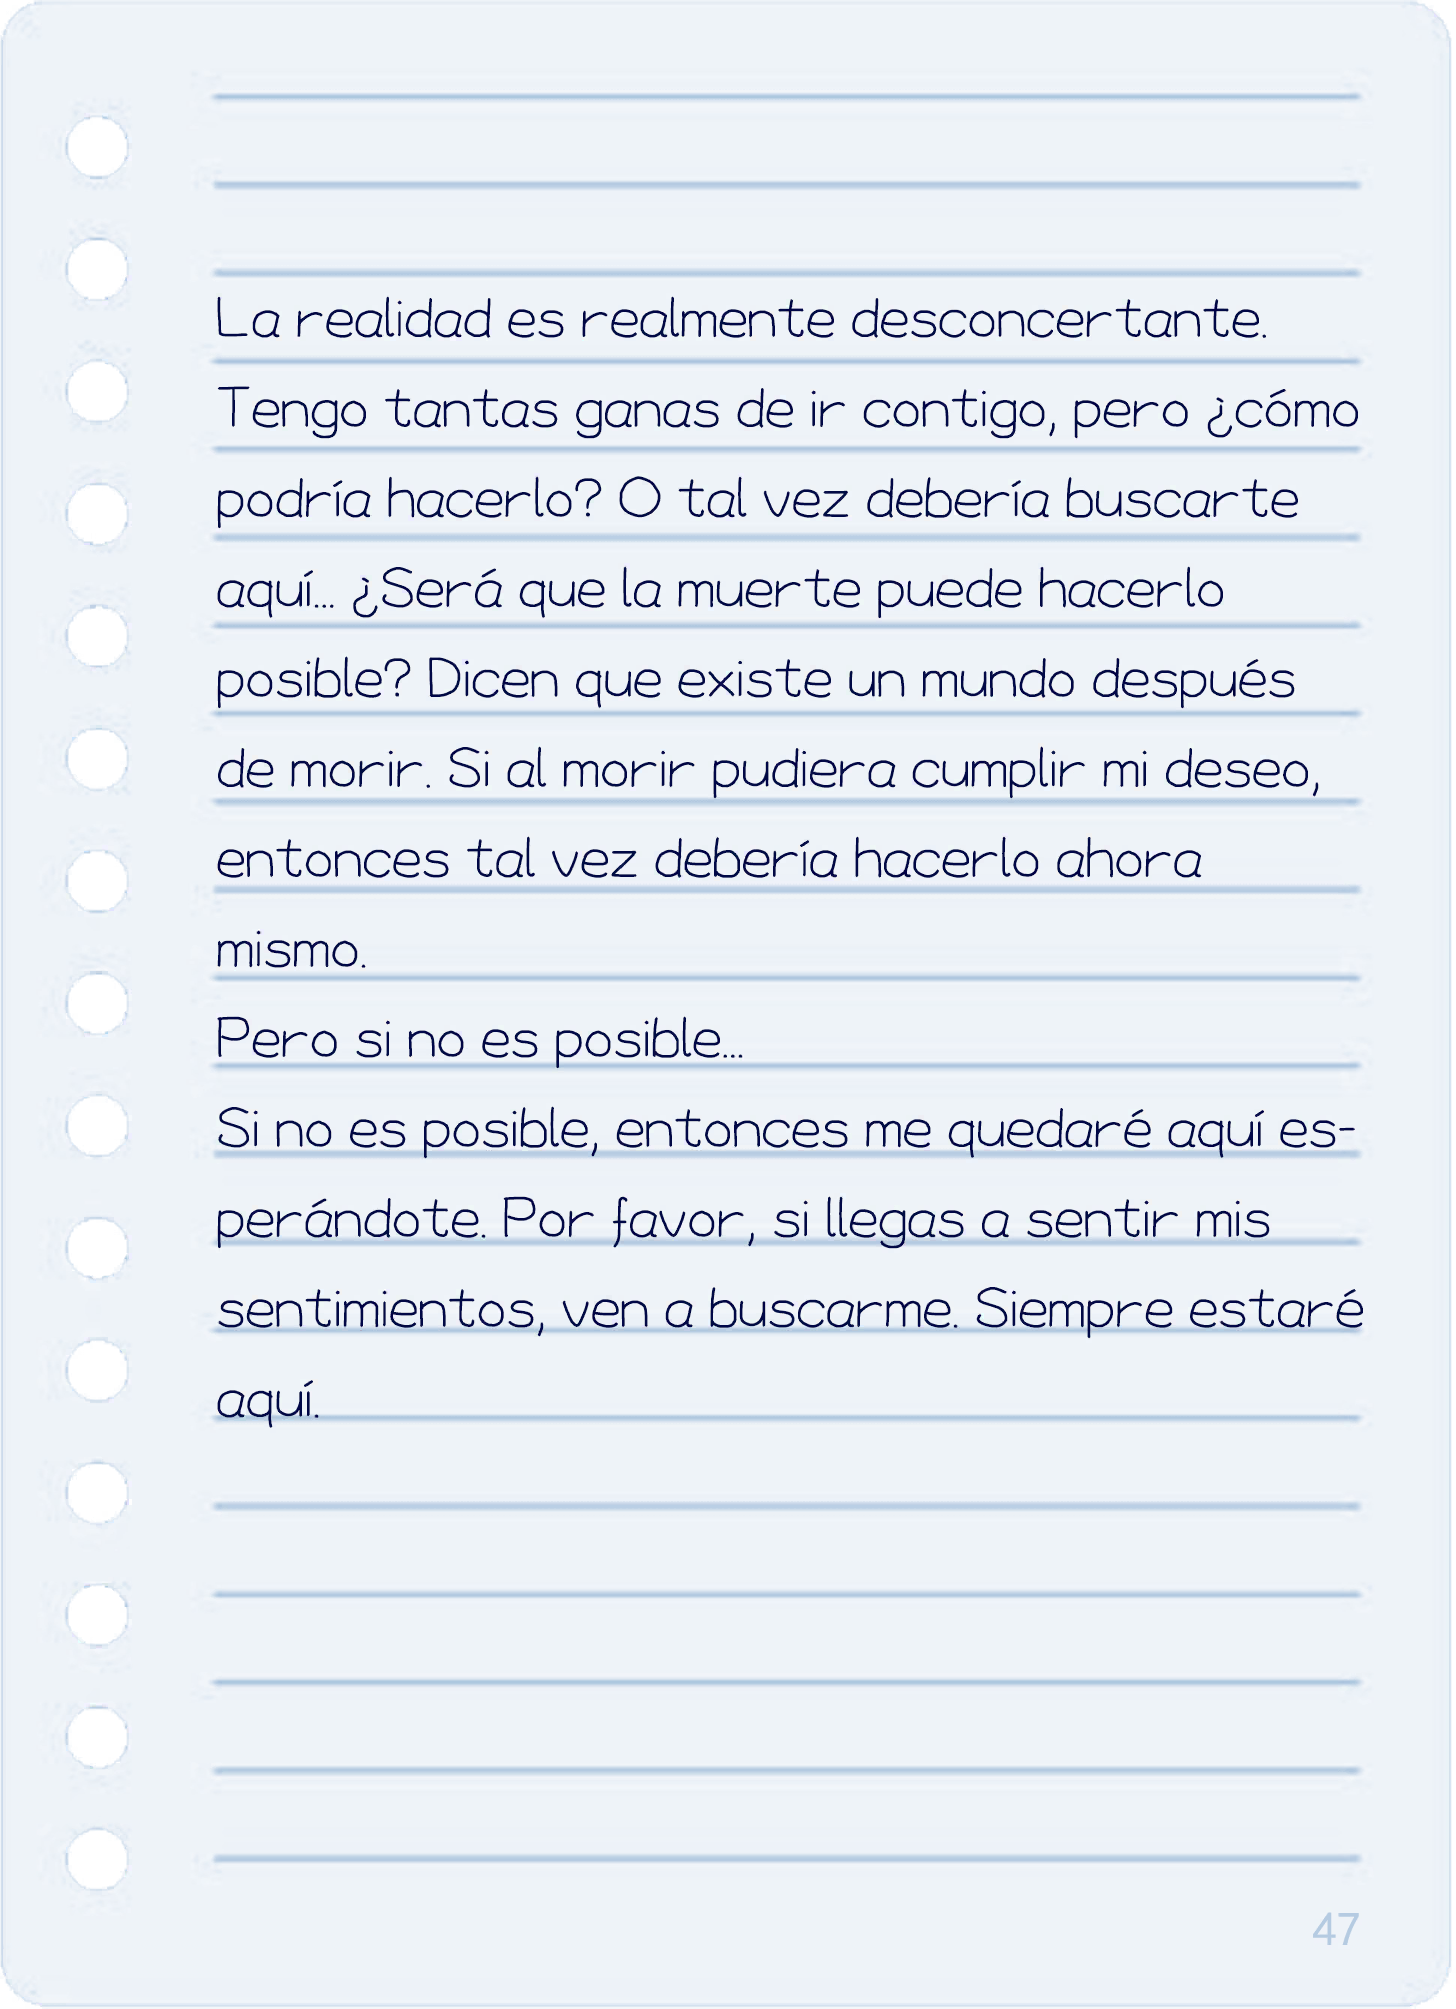 La realidad es realmente desconcertante.
Tengo tantas ganas de ir contigo, pero ¿cómo
podría hacerlo? O tal vez debería buscarte
aquí... ¿Será que la muerte puede hacerlo
posible? Dicen que existe un mundo después
de morir. Si al morir pudiera cumplir mi deseo,
entonces tal vez debería hacerlo ahora
mismo.
Pero si no es posible...
Si no es posible, entonces me quedaré aquí es-
perándote. Por favor, si llegas a sentir mis
sentimientos, ven a buscarme. Siempre estaré
aquí.
47